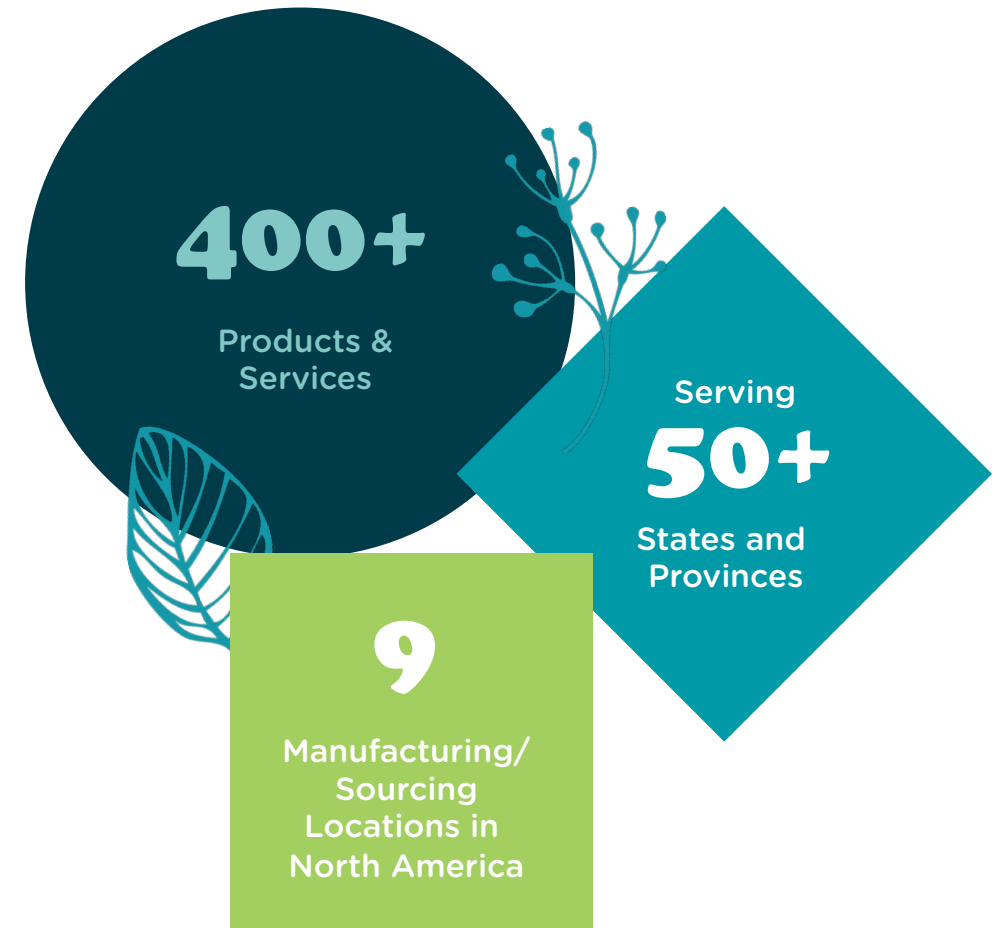 400+
Products &
Services
Serving
50+
States and
Provinces
9
Manufacturing/
Sourcing
Locations in
North America